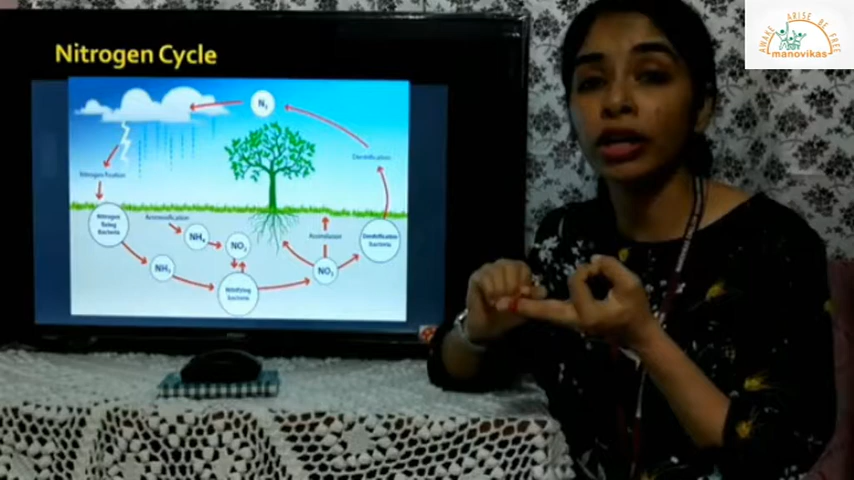 AWAKE ARISE BE FREE
manovikas
Nitrogen Cycle
N₂
Denitrification
Nitrogen fixation
Nitrogen
fixing
bacteria
Ammonification
NH₄
NO₂
NH₃
Assimilation
Denitrification
bacteria
NO₃
Nitrifying
bacteria